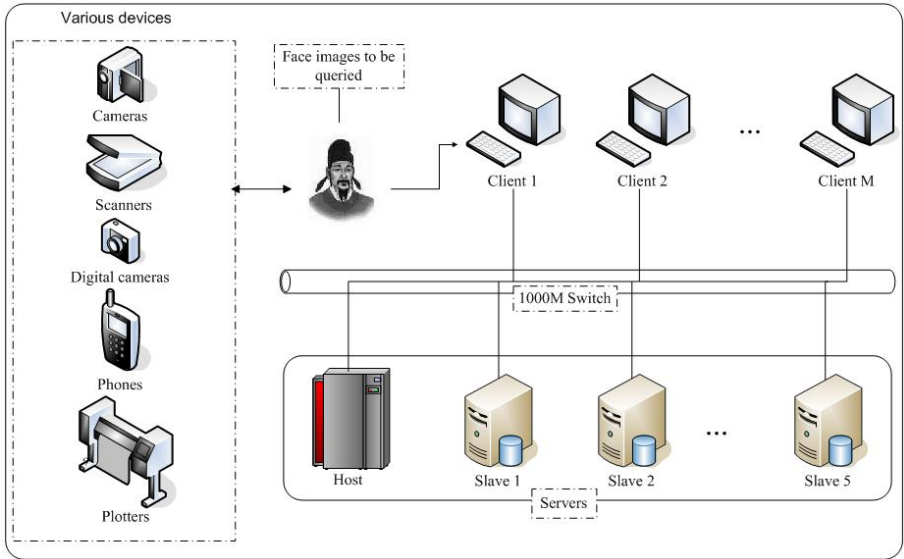 Various devices
Cameras
Scanners
Digital cameras
Phones
Plotters
Face images to be
queried
Client 1
Client 2
...
Client M
1000M Switch
Host
Slave 1
Slave 2
...
Slave 5
Servers